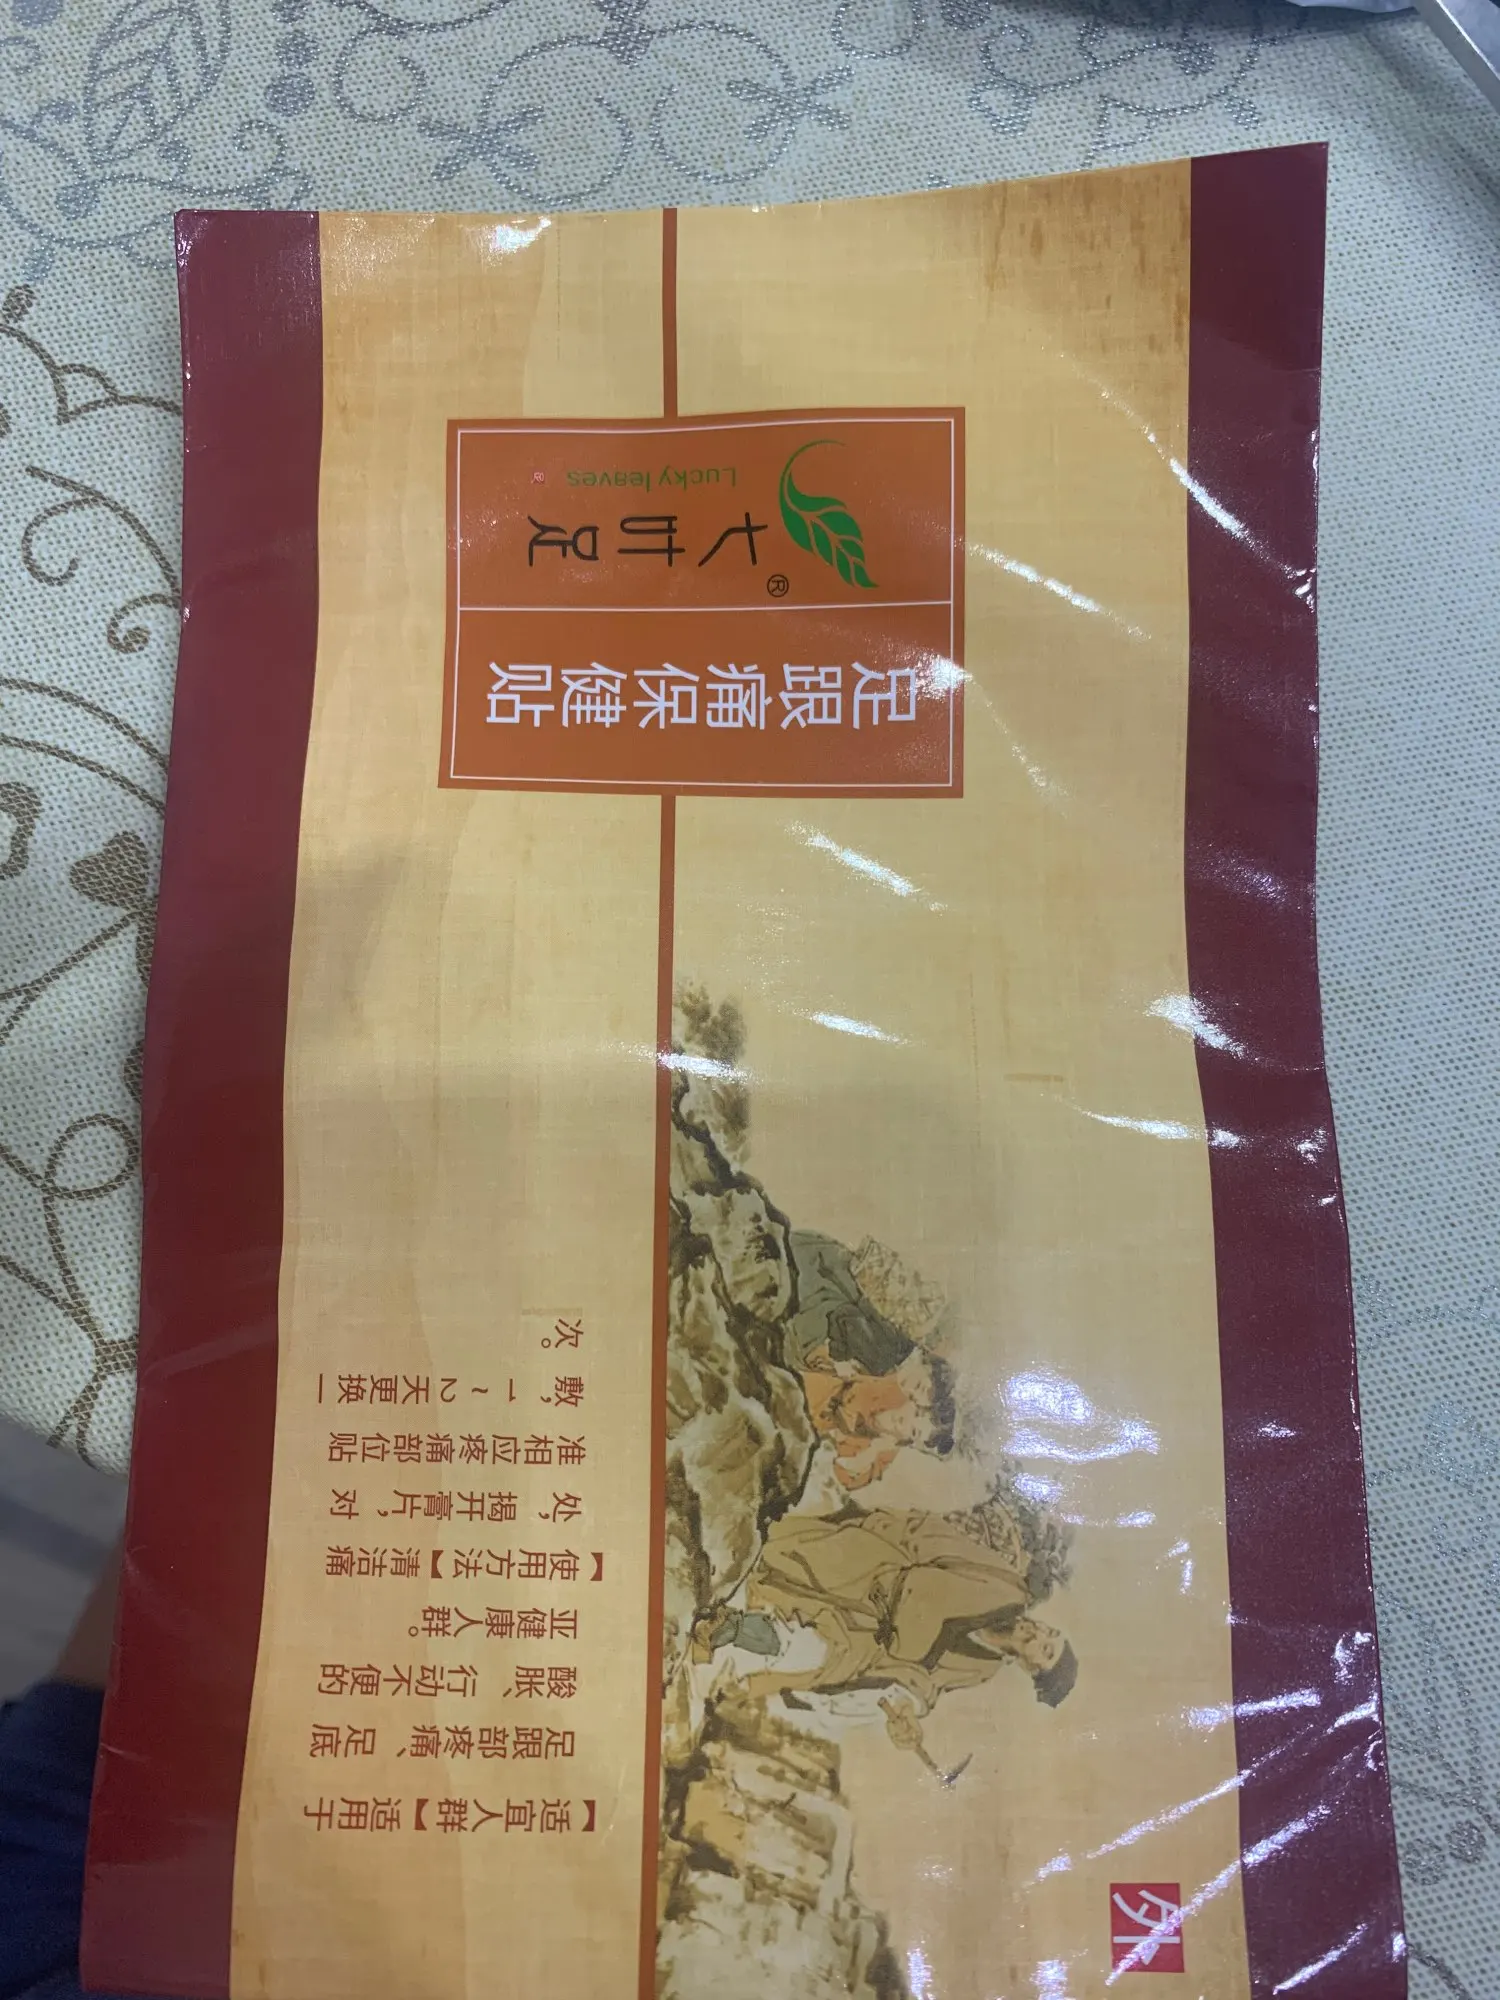 外
Lucky leaves
七叶足®
足跟痛保健贴
【适宜人群】适用于
足跟部疼痛、足底
酸胀、行动不便的
亚健康人群。
【使用方法】清洁痛
处，揭开膏片，对
准相应疼痛部位贴
敷，1~2天更换一
次。